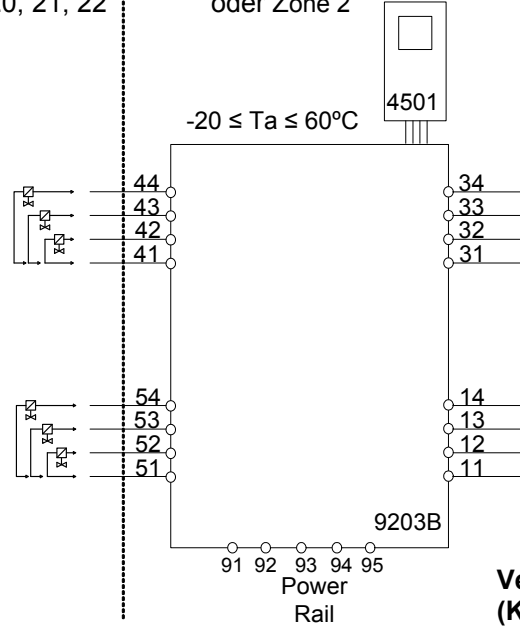 0, 21, 22
oder Zone 2
4501
-20 ≤ Ta ≤ 60ºC
44 34
43 33
42 32
41 31
54 14
53 13
52 12
51 11
9203B
91 92 93 94 95
Power
Rail
Ve
(K